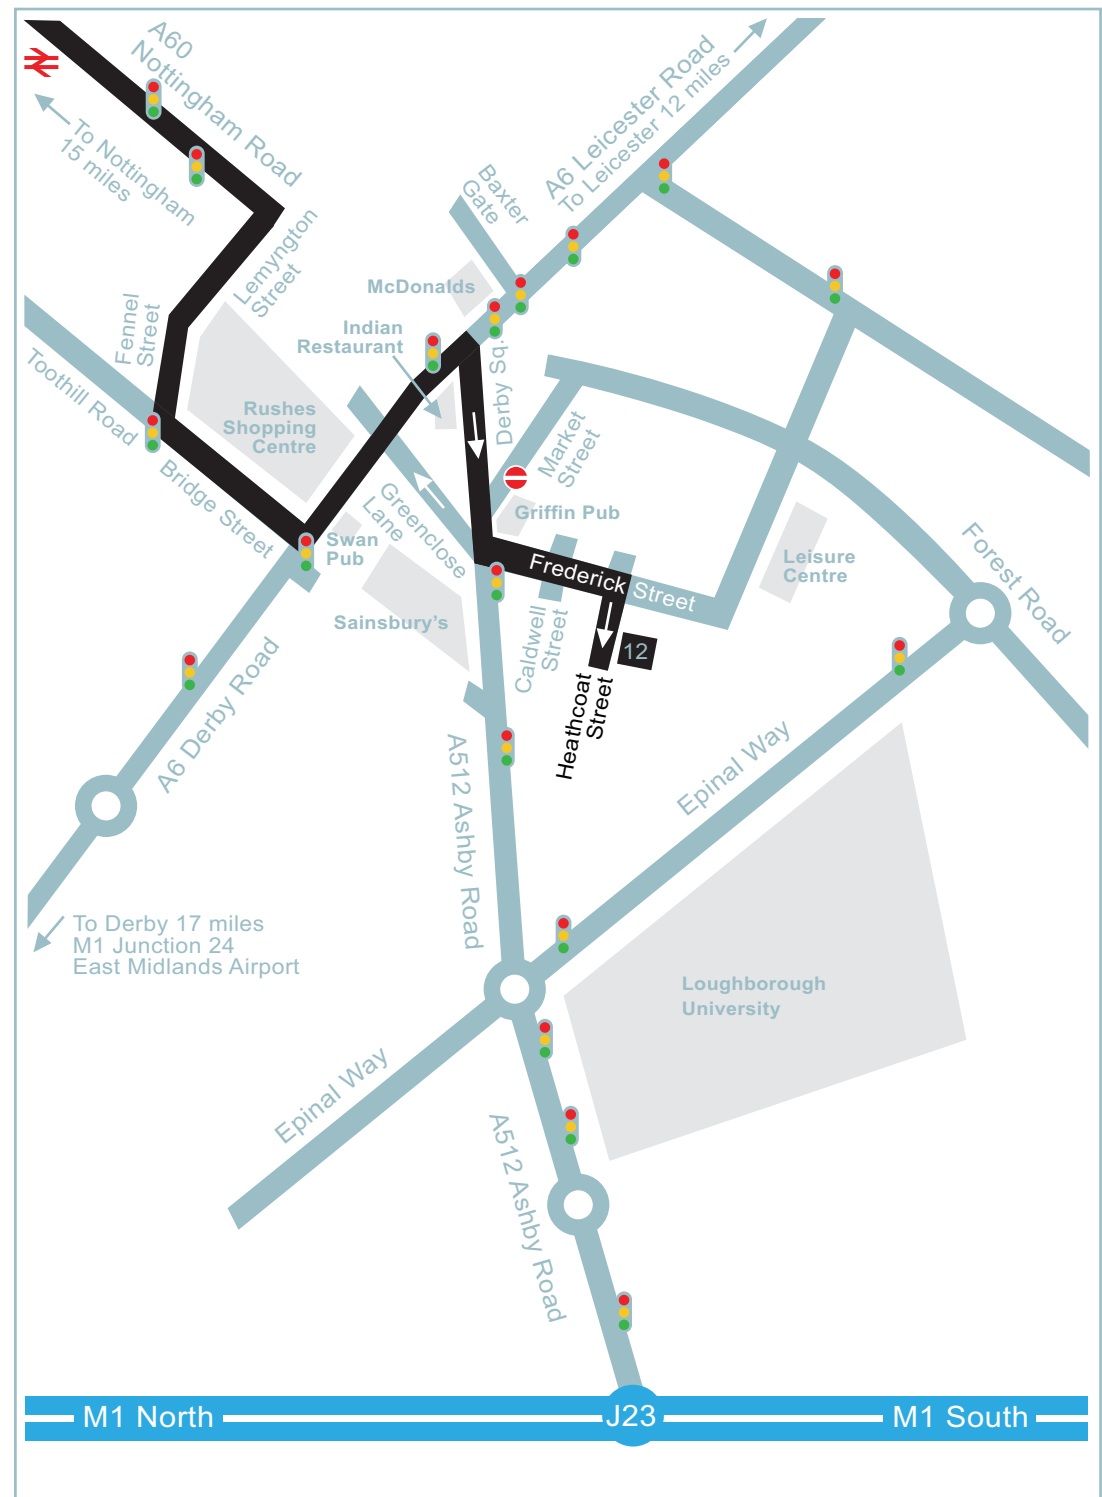 A60
Nottingham Road
To Nottingham
15 miles
A6 Leicester Road
To Leicester 12 miles
Baxter
Gate
Lemyngton
Street
Fennel
Street
McDonalds
Indian
Restaurant
Derby Sq.
Toothill Road
Rushes
Shopping
Centre
Market
Street
Bridge Street
Greenclose
Lane
Griffin Pub
Swan
Pub
Frederick Street
Leisure
Centre
Forest Road
Sainsbury's
Caldwell
Street
12
Heathcoat
Street
A6 Derby Road
A512 Ashby Road
Epinal Way
To Derby 17 miles
M1 Junction 24
East Midlands Airport
Loughborough
University
Epinal Way
A512 Ashby Road
M1 North
J23
M1 South